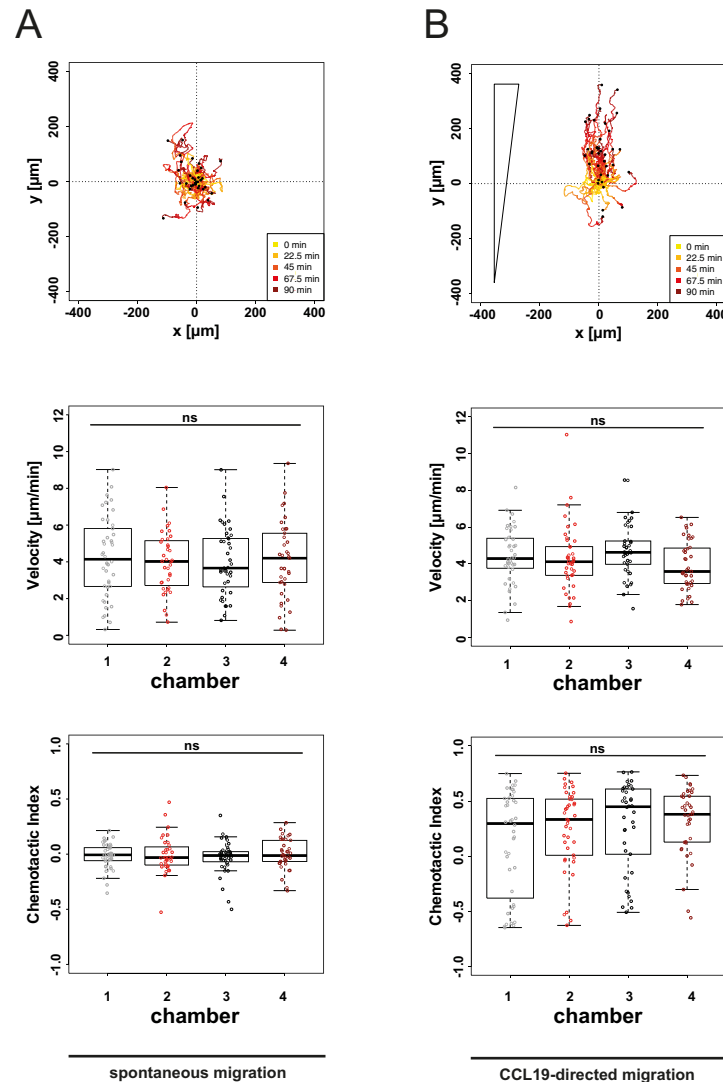 A
400
200
0
-200
-400
y [µm]
0 min
22.5 min
45 min
67.5 min
90 min
-400
-200
0
200
400
x [µm]
12
10
8
6
4
2
0
Velocity [µm/min]
ns
1
2
3
4
chamber
1.0
0.5
0.0
-0.5
-1.0
Chemotactic Index
ns
1
2
3
4
chamber
spontaneous migration
B
400
200
0
-200
-400
y [µm]
0 min
22.5 min
45 min
67.5 min
90 min
-400
-200
0
200
400
x [µm]
12
10
8
6
4
2
0
Velocity [µm/min]
ns
1
2
3
4
chamber
1.0
0.5
0.0
-0.5
-1.0
Chemotactic Index
ns
1
2
3
4
chamber
CCL19-directed migration